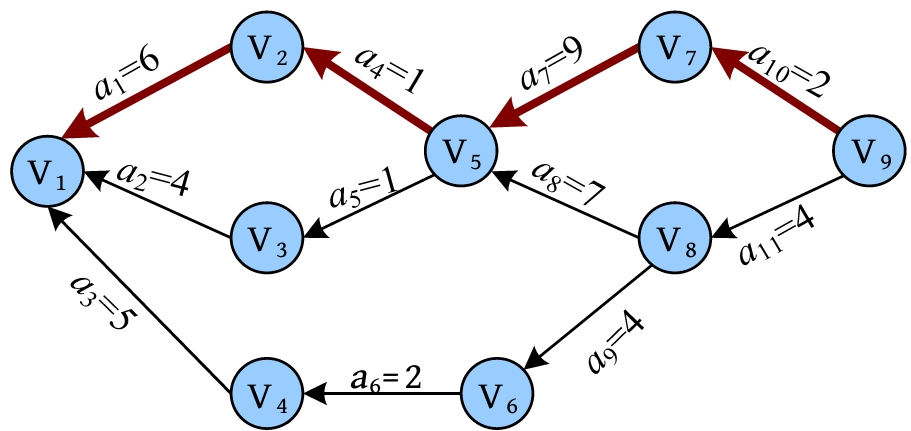 V₂
V₇
a₁=6
a₄=1
a₇=9
a₁₀=2
V₁
V₅
V₉
a₂=4
a₅=1
a₈=7
V₃
V₈
a₁₁=4
a₃=5
a₉=4
V₄
a₆=2
V₆